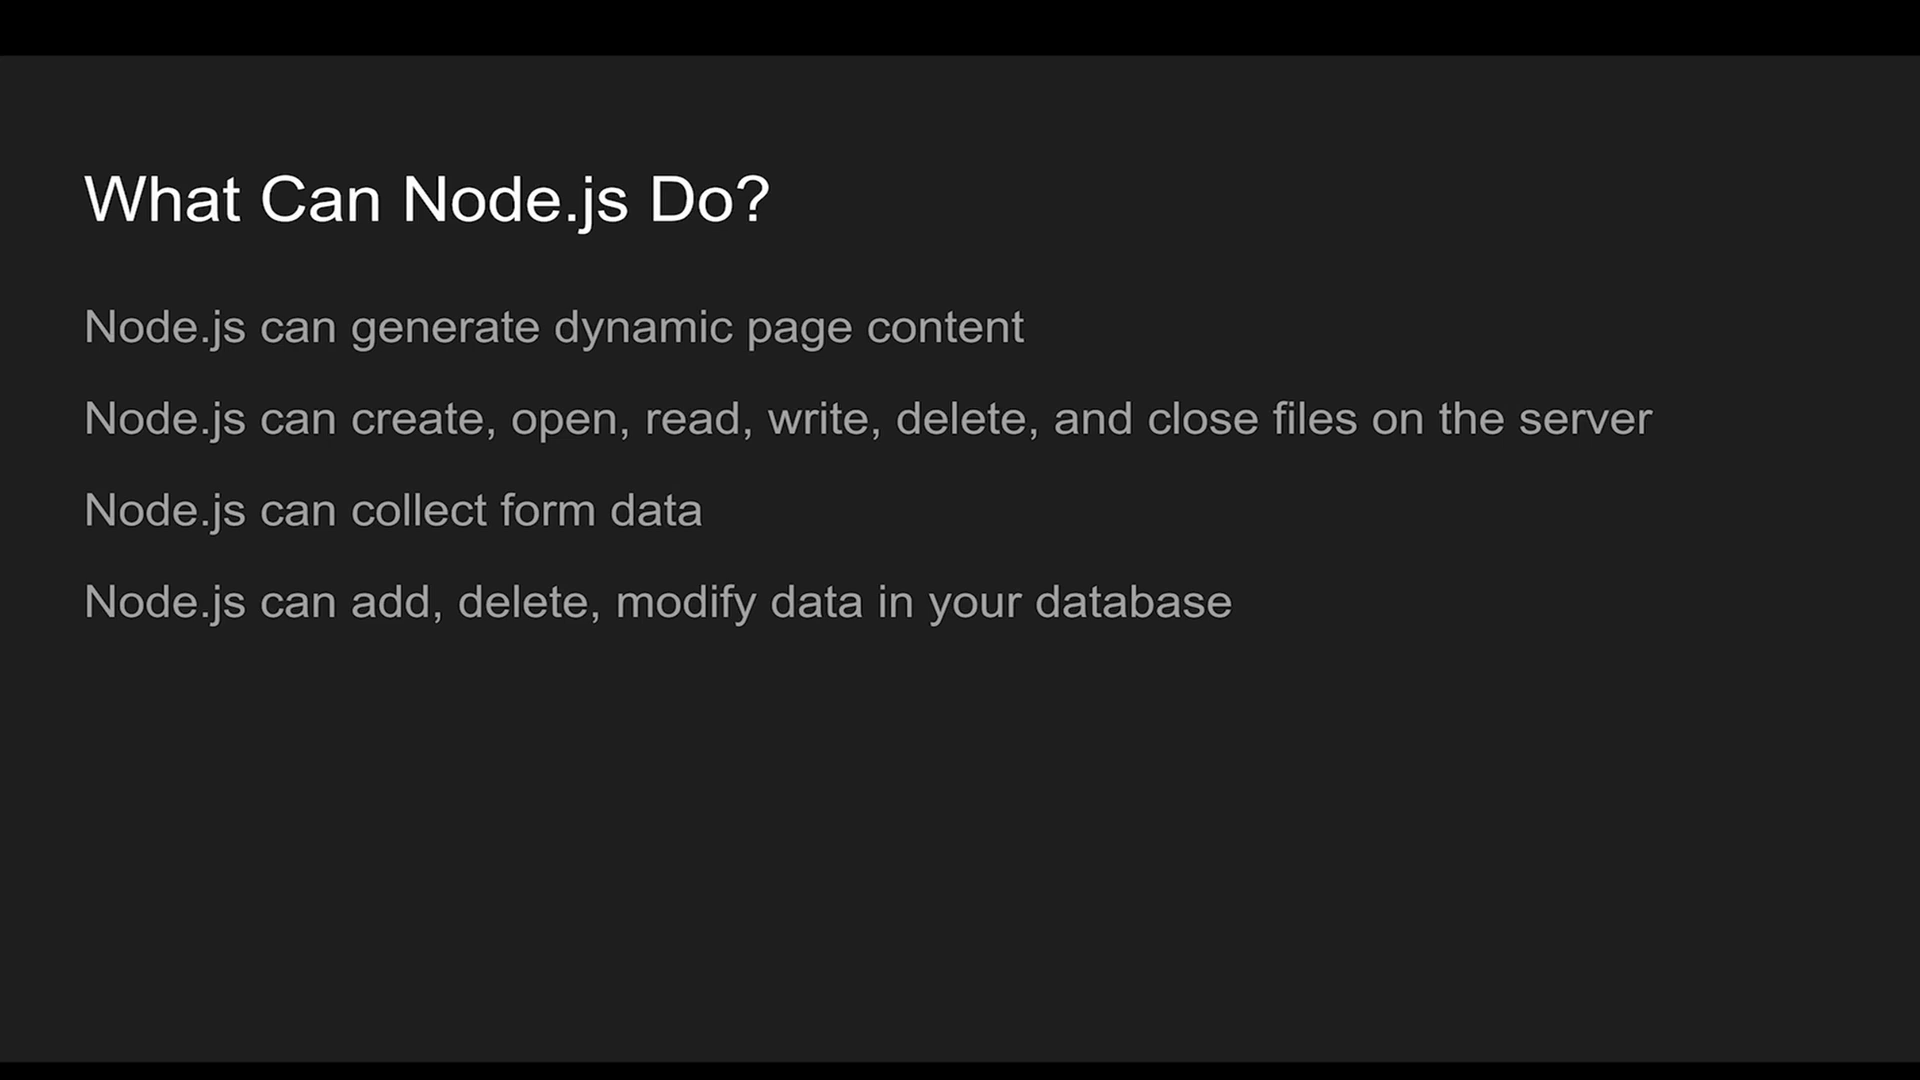 What Can Node.js Do?
Node.js can generate dynamic page content
Node.js can create, open, read, write, delete, and close files on the server
Node.js can collect form data
Node.js can add, delete, modify data in your database